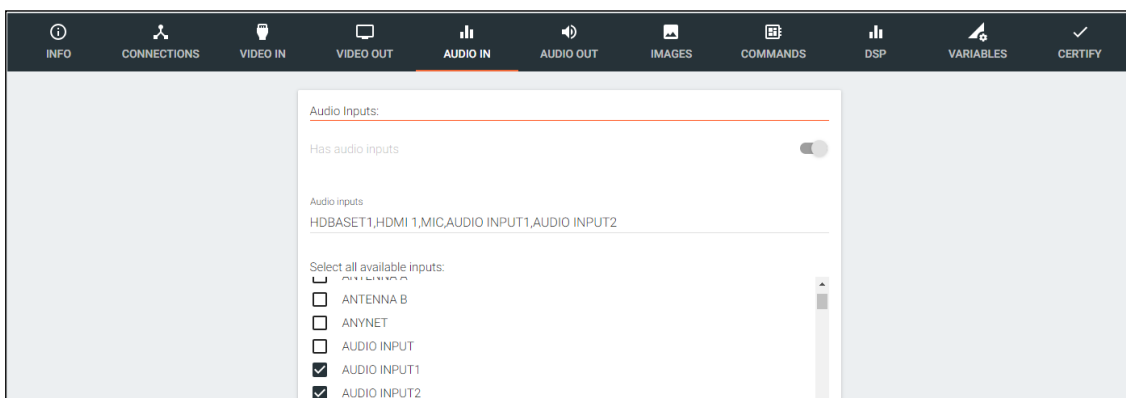 INFO CONNECTIONS VIDEO IN VIDEO OUT AUDIO IN AUDIO OUT IMAGES COMMANDS DSP VARIABLES CERTIFY
Audio Inputs:
Has audio inputs
Audio inputs
HDBASET1,HDMI 1,MIC,AUDIO INPUT1,AUDIO INPUT2
Select all available inputs:
ANTENNA A
ANTENNA B
ANYNET
AUDIO INPUT
AUDIO INPUT1
AUDIO INPUT2